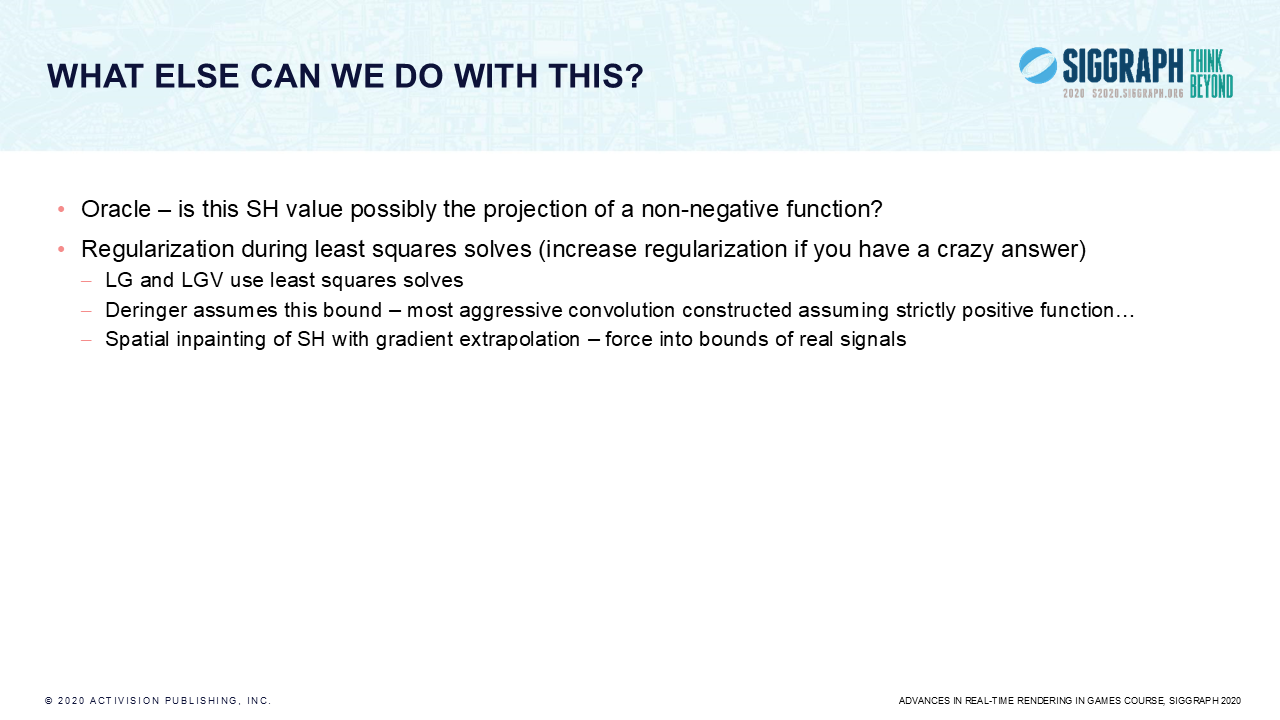 WHAT ELSE CAN WE DO WITH THIS?
SIGGRAPH THINK BEYOND
2020 S2020.SIGGRAPH.ORG
• Oracle – is this SH value possibly the projection of a non-negative function?
• Regularization during least squares solves (increase regularization if you have a crazy answer)
– LG and LGV use least squares solves
– Deringer assumes this bound – most aggressive convolution constructed assuming strictly positive function…
– Spatial inpainting of SH with gradient extrapolation – force into bounds of real signals
© 2020 ACTIVISION PUBLISHING, INC.
ADVANCES IN REAL-TIME RENDERING IN GAMES COURSE, SIGGRAPH 2020